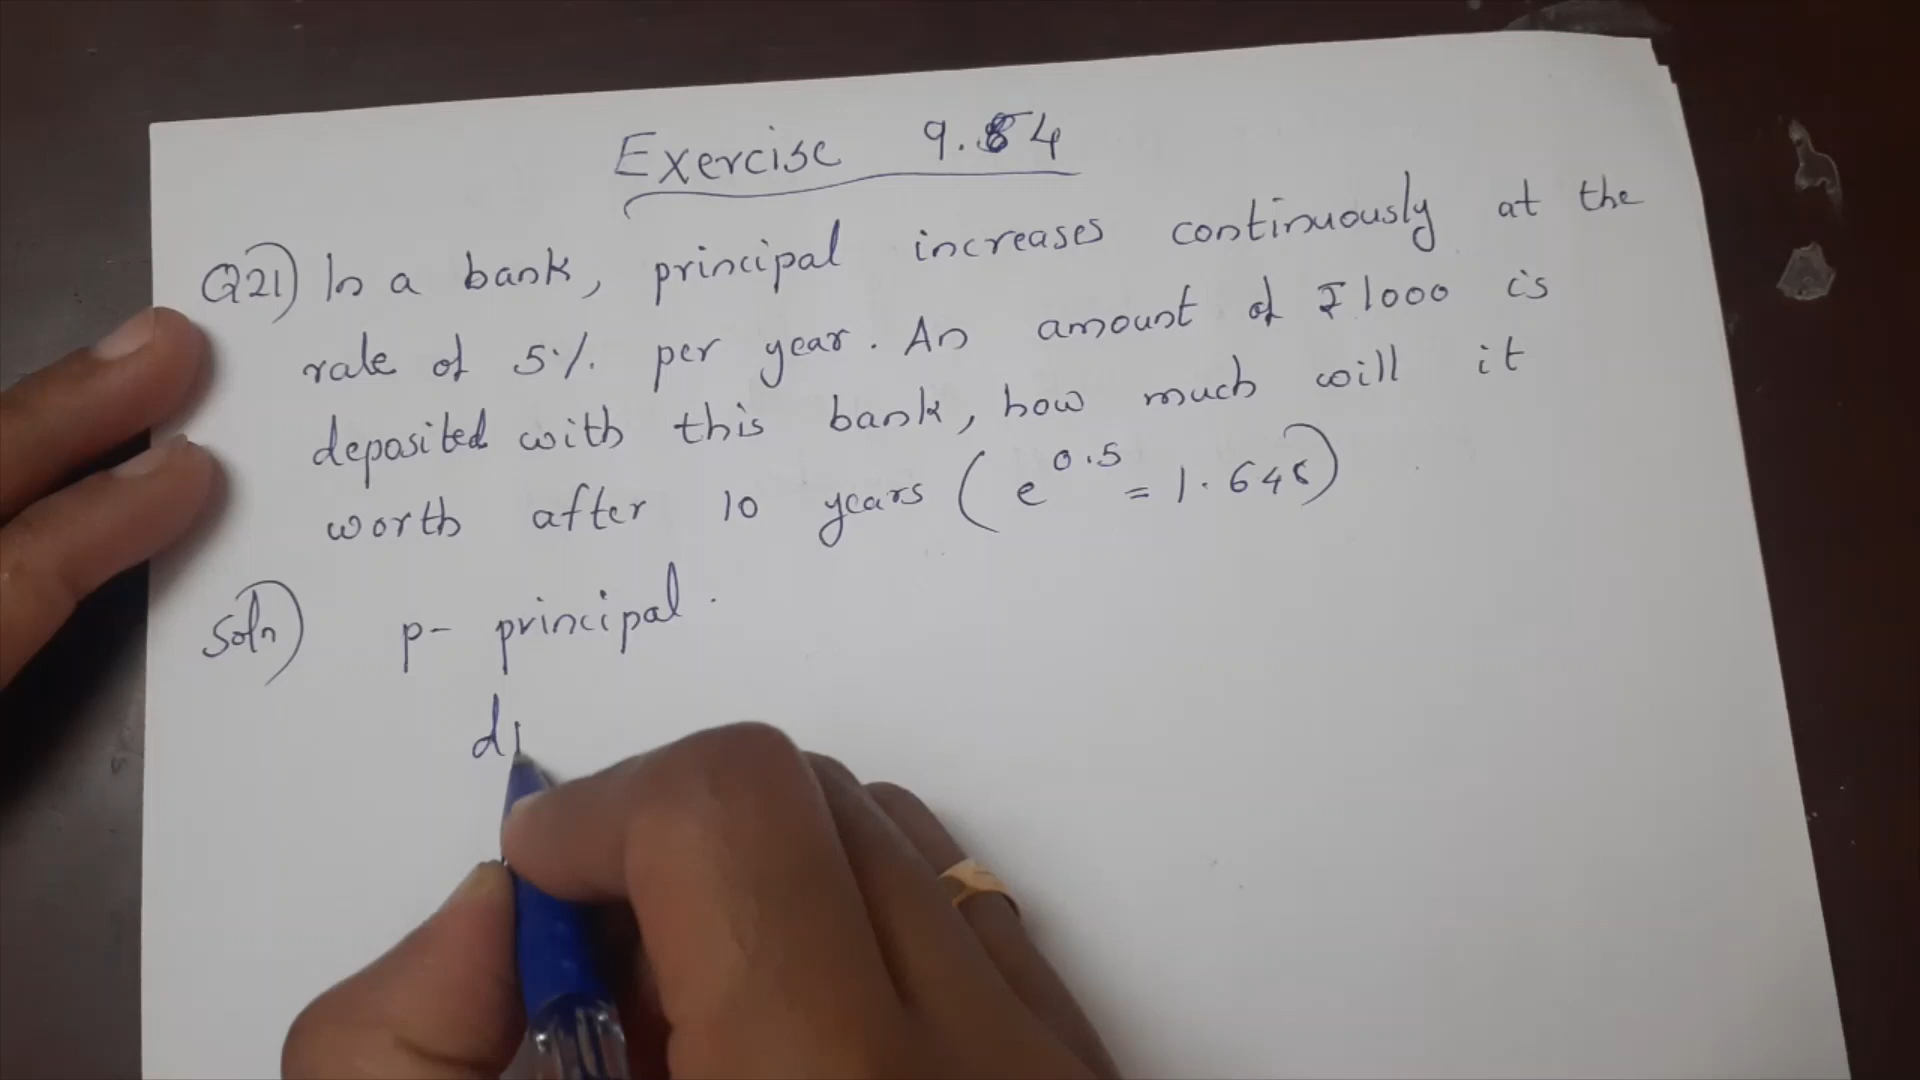 Exercise 9.4
Q21) In a bank, principal increases continuously at the
rate of 5% per year. An amount of ₹1000 is
deposited with this bank, how much will it
worth after 10 years (e^0.5 = 1.648)
Soln) p- principal.
d